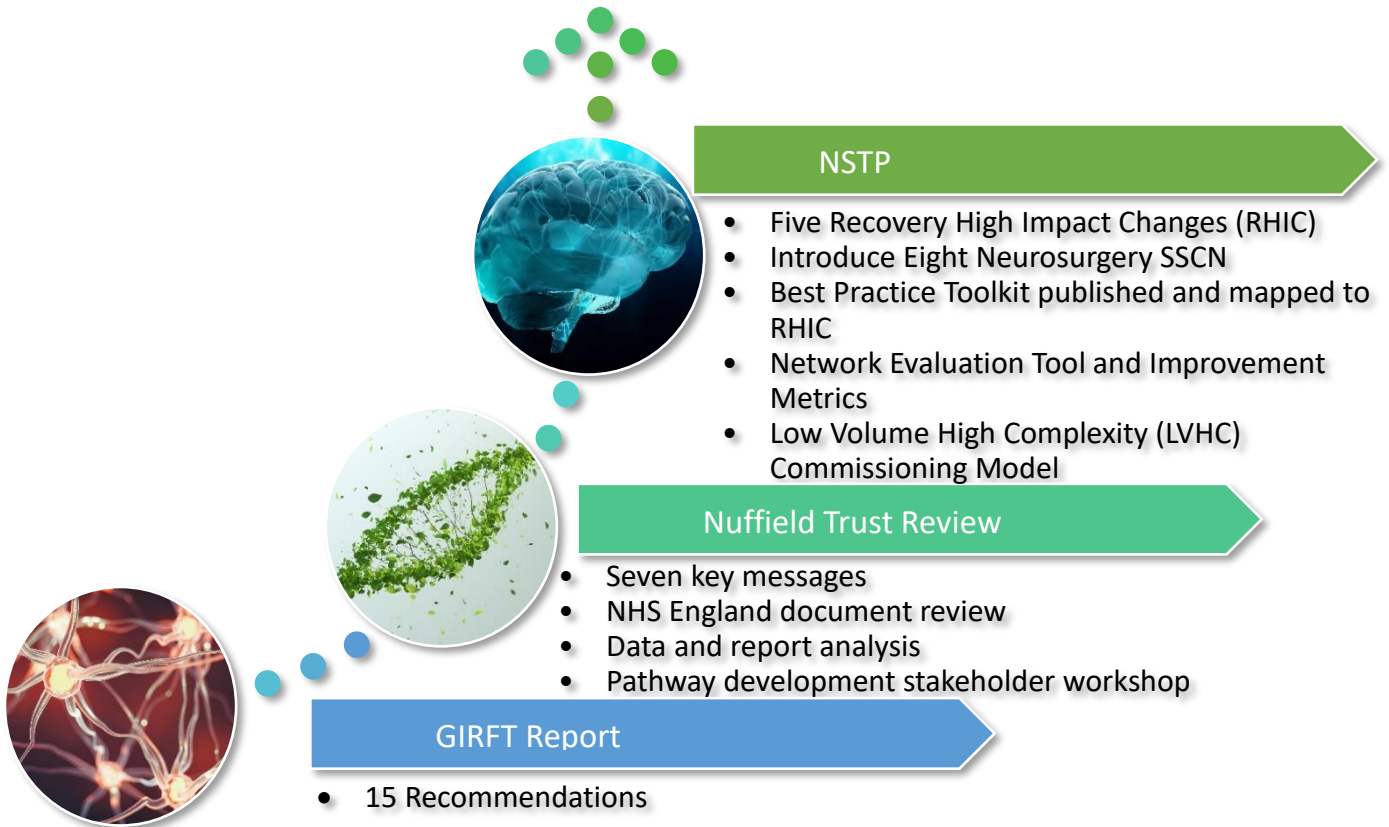 NSTP
• Five Recovery High Impact Changes (RHIC)
• Introduce Eight Neurosurgery SSCN
• Best Practice Toolkit published and mapped to
RHIC
• Network Evaluation Tool and Improvement
Metrics
• Low Volume High Complexity (LVHC)
Commissioning Model
Nuffield Trust Review
• Seven key messages
• NHS England document review
• Data and report analysis
• Pathway development stakeholder workshop
GIRFT Report
• 15 Recommendations